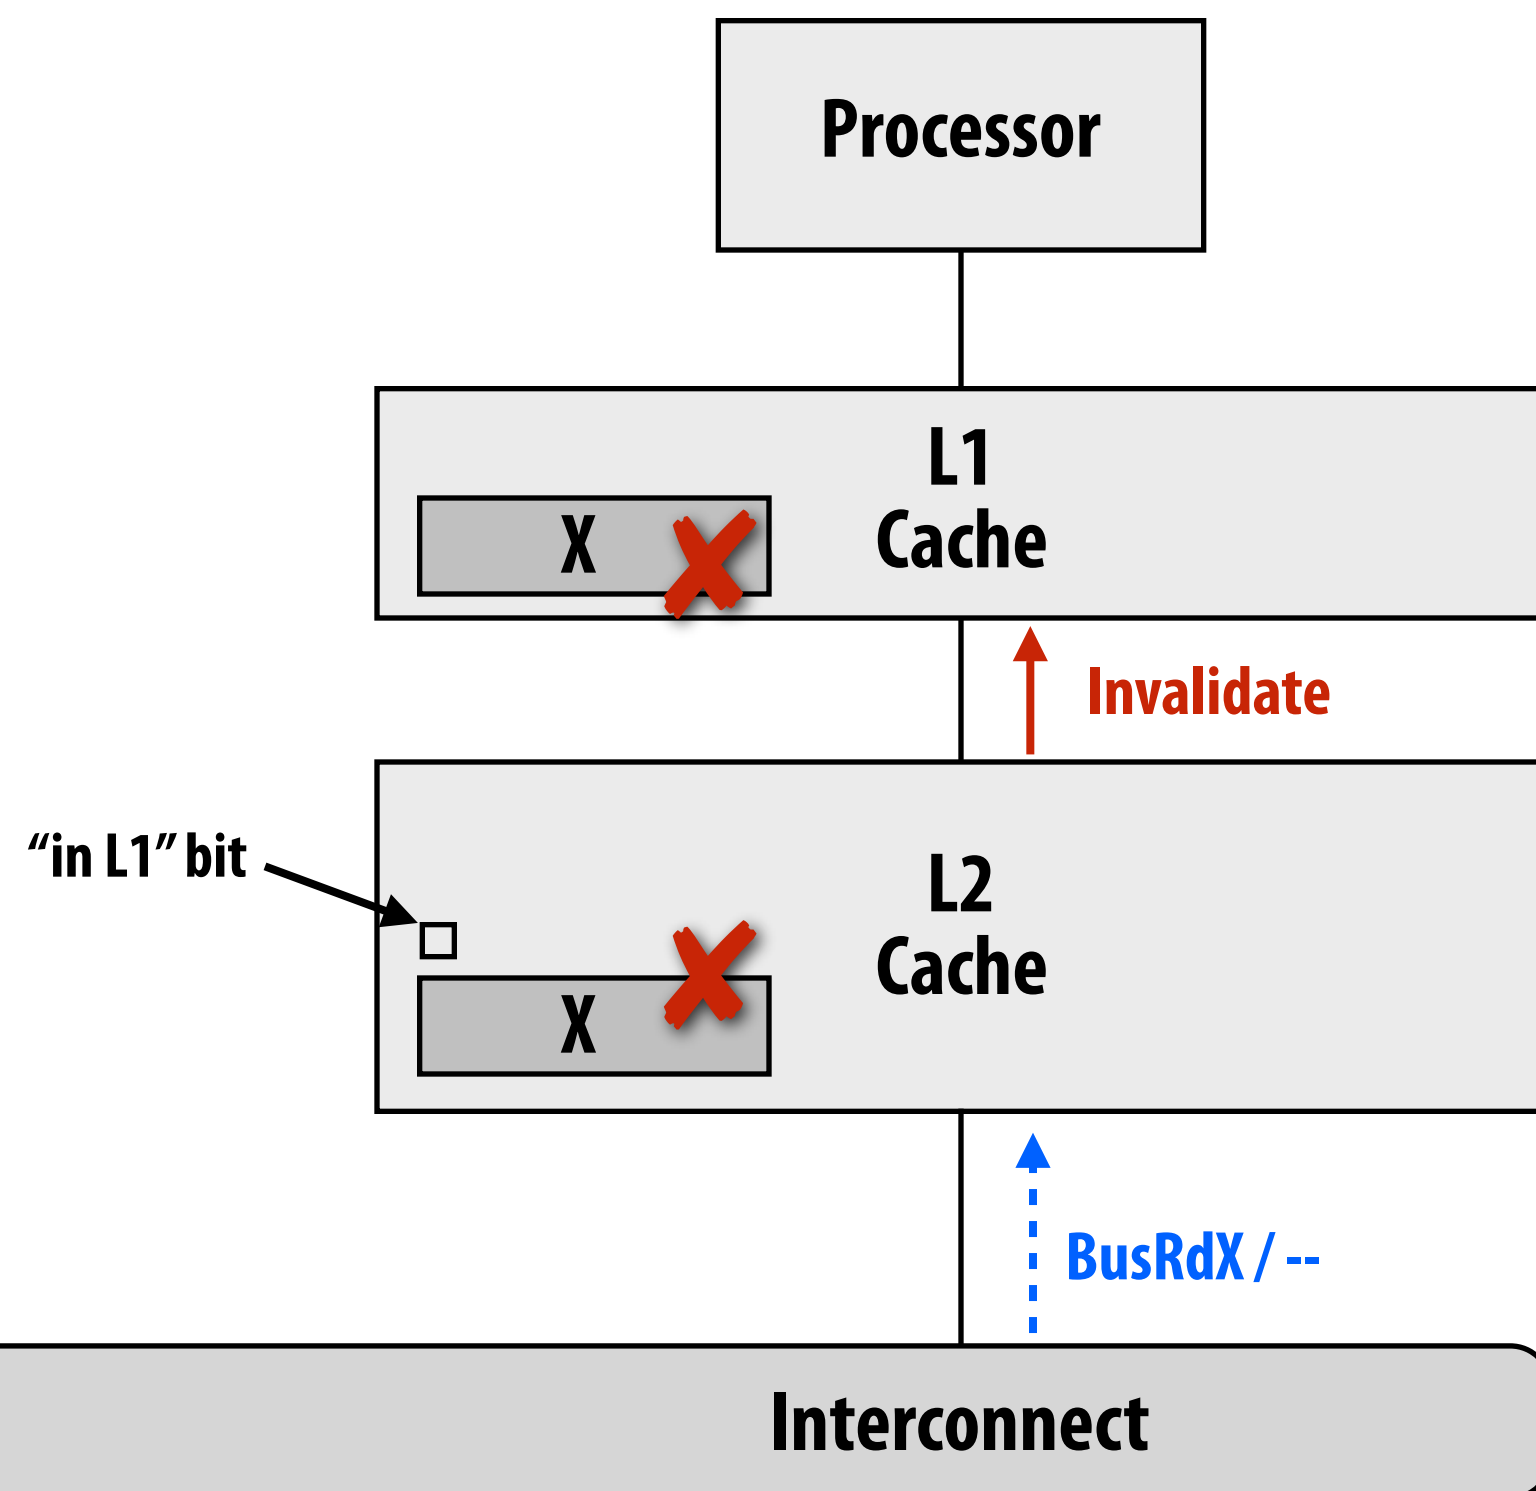 Processor
L1
Cache
X
Invalidate
“in L1” bit
L2
Cache
X
BusRdX / --
Interconnect